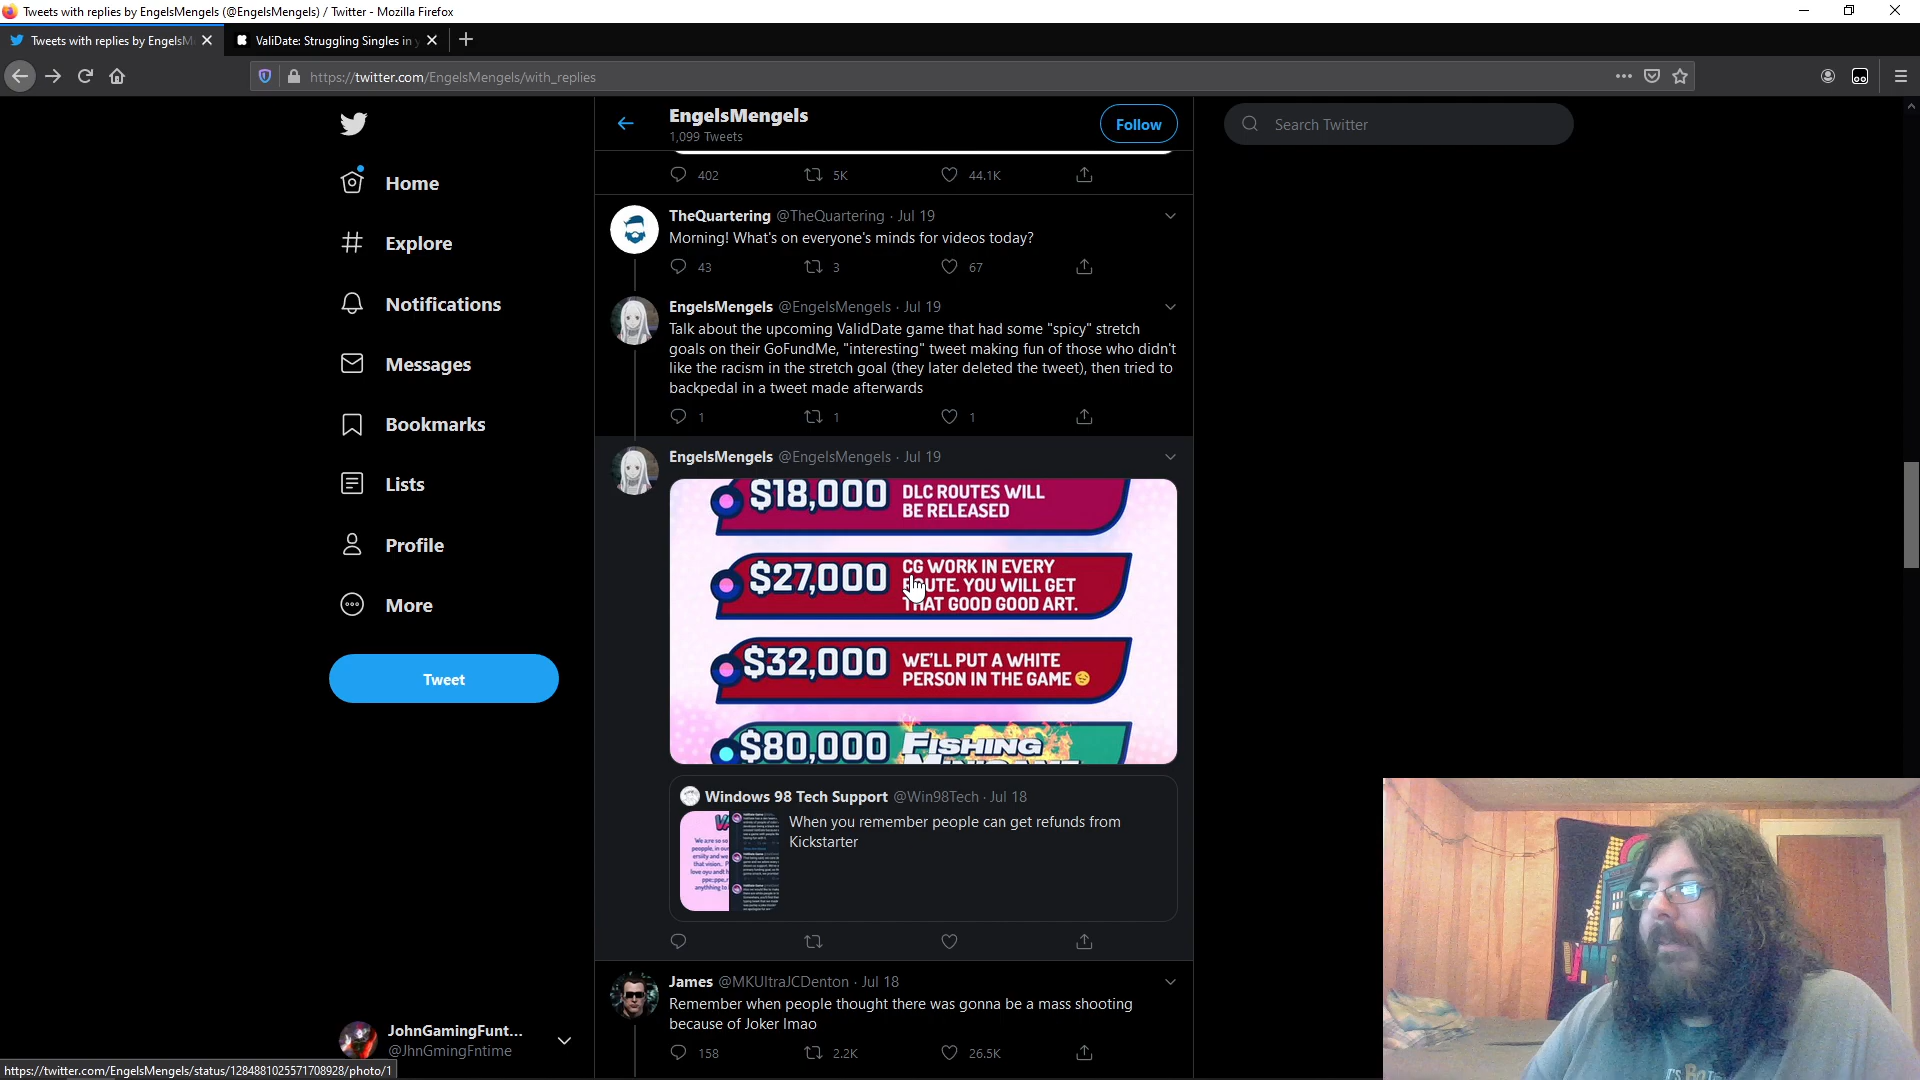 Tweets with replies by EngelsMengels (@EngelsMengels) / Twitter - Mozilla Firefox
Tweets with replies by EngelsM
ValiDate: Struggling Singles in
https://twitter.com/EngelsMengels/with_replies
EngelsMengels
1,099 Tweets
Follow
Search Twitter
Home
Explore
Notifications
Messages
Bookmarks
Lists
Profile
More
Tweet
402 5K 44.1K
TheQuartering @TheQuartering · Jul 19
Morning! What's on everyone's minds for videos today?
43 3 67
EngelsMengels @EngelsMengels · Jul 19
Talk about the upcoming ValidDate game that had some "spicy" stretch
goals on their GoFundMe, "interesting" tweet making fun of those who didn't
like the racism in the stretch goal (they later deleted the tweet), then tried to
backpedal in a tweet made afterwards
1 1 1
EngelsMengels @EngelsMengels · Jul 19
$18,000 DLC ROUTES WILL
BE RELEASED
$27,000 CG WORK IN EVERY
ROUTE. YOU WILL GET
THAT GOOD GOOD ART.
$32,000 WE'LL PUT A WHITE
PERSON IN THE GAME
$80,000 FISHING
MINIGAME
Windows 98 Tech Support @Win98Tech · Jul 18
When you remember people can get refunds from
Kickstarter
James @MKUltraJCDenton · Jul 18
Remember when people thought there was gonna be a mass shooting
because of Joker lmao
158 2.2K 26.5K
JohnGamingFunt...
@JhnGmingFntime
https://twitter.com/EngelsMengels/status/1284881025571708928/photo/1